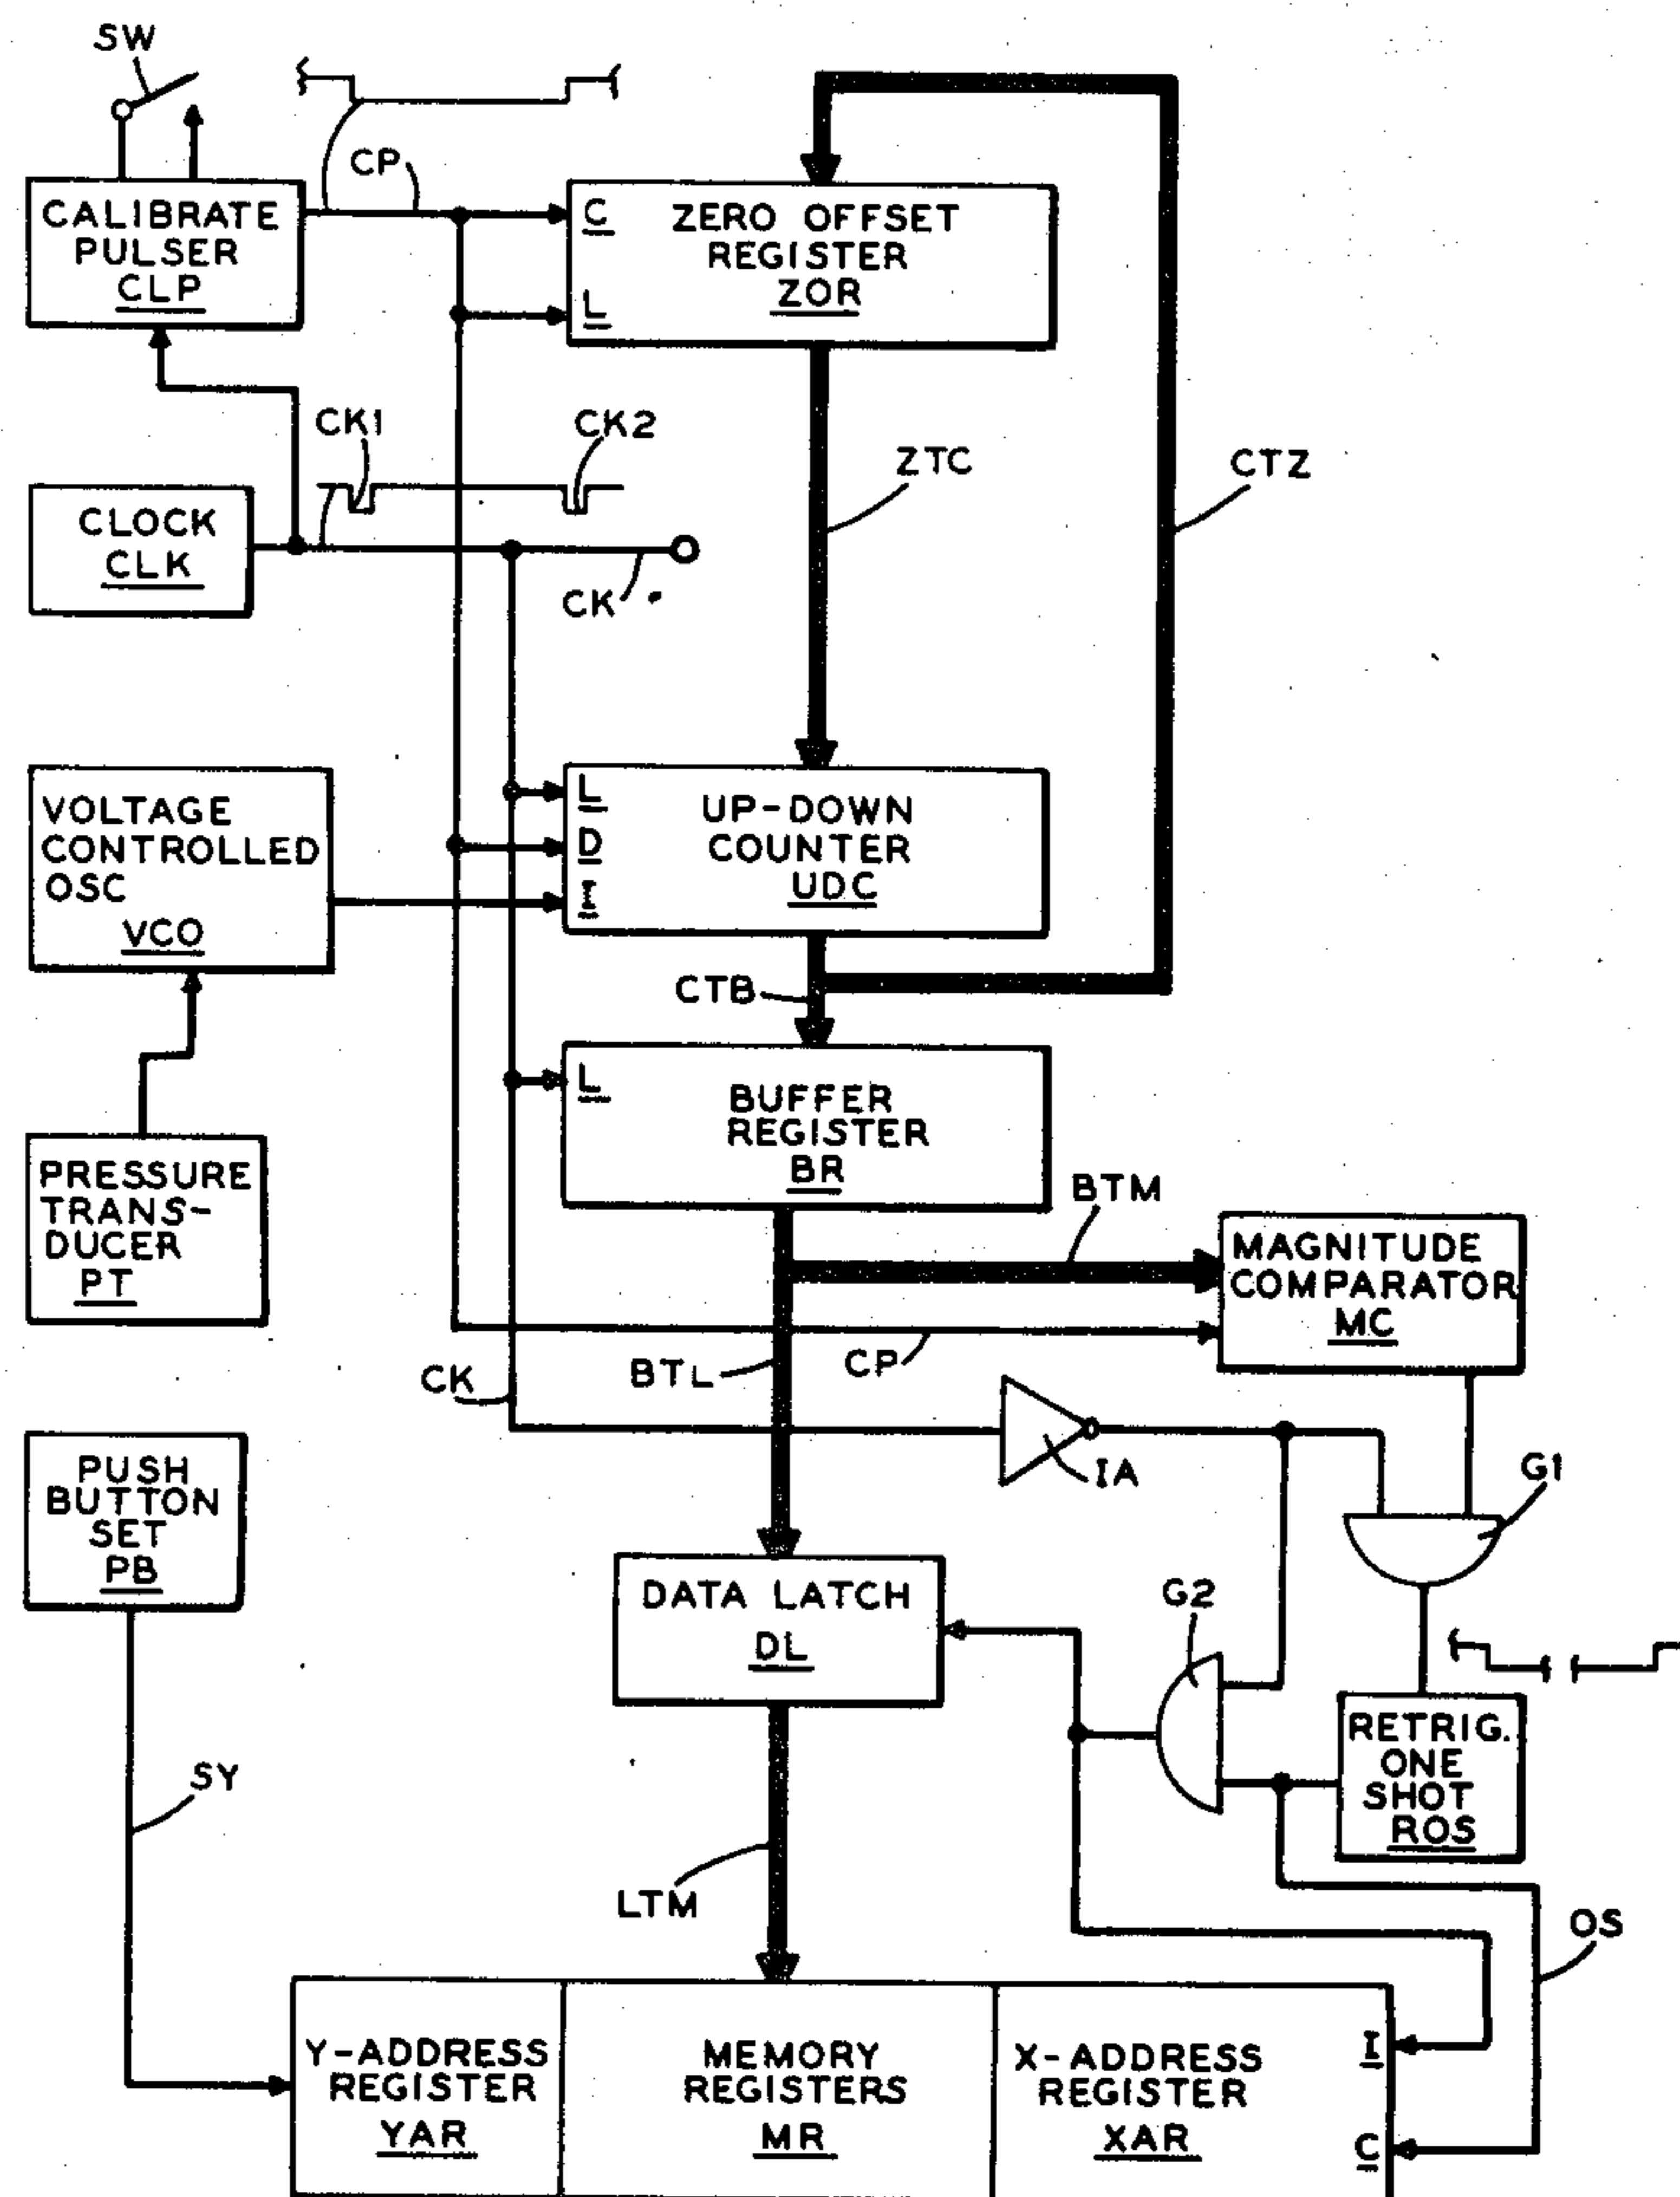 SW
CP
CALIBRATE
PULSER
CLP
C
L
ZERO OFFSET
REGISTER
ZOR
CK1
CK2
ZTC
CTZ
CLOCK
CLK
CK
VOLTAGE
CONTROLLED
OSC
VCO
L
D
I
UP-DOWN
COUNTER
UDC
CTB
L
BUFFER
REGISTER
BR
PRESSURE
TRANS-
DUCER
PT
BTM
MAGNITUDE
COMPARATOR
MC
BTL
CP
CK
IA
G1
PUSH
BUTTON
SET
PB
DATA LATCH
DL
G2
RETRIG.
ONE
SHOT
ROS
SY
LTM
OS
Y-ADDRESS
REGISTER
YAR
MEMORY
REGISTERS
MR
X-ADDRESS
REGISTER
XAR
I
C